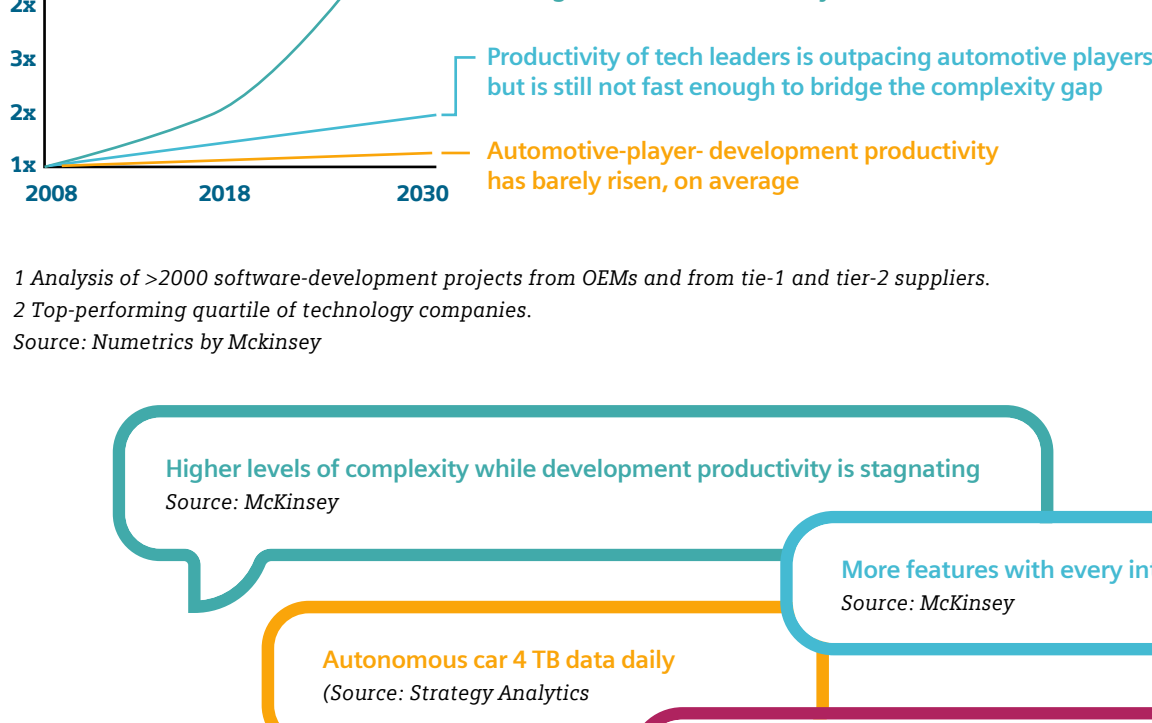 2x
3x
Productivity of tech leaders is outpacing automotive players
but is still not fast enough to bridge the complexity gap
2x
Automotive-player- development productivity
1x
has barely risen, on average
2008 2018 2030
1 Analysis of >2000 software-development projects from OEMs and from tie-1 and tier-2 suppliers.
2 Top-performing quartile of technology companies.
Source: Numetrics by Mckinsey
Higher levels of complexity while development productivity is stagnating
Source: McKinsey
More features with every
Source: McKinsey
Autonomous car 4 TB data daily
(Source: Strategy Analytics